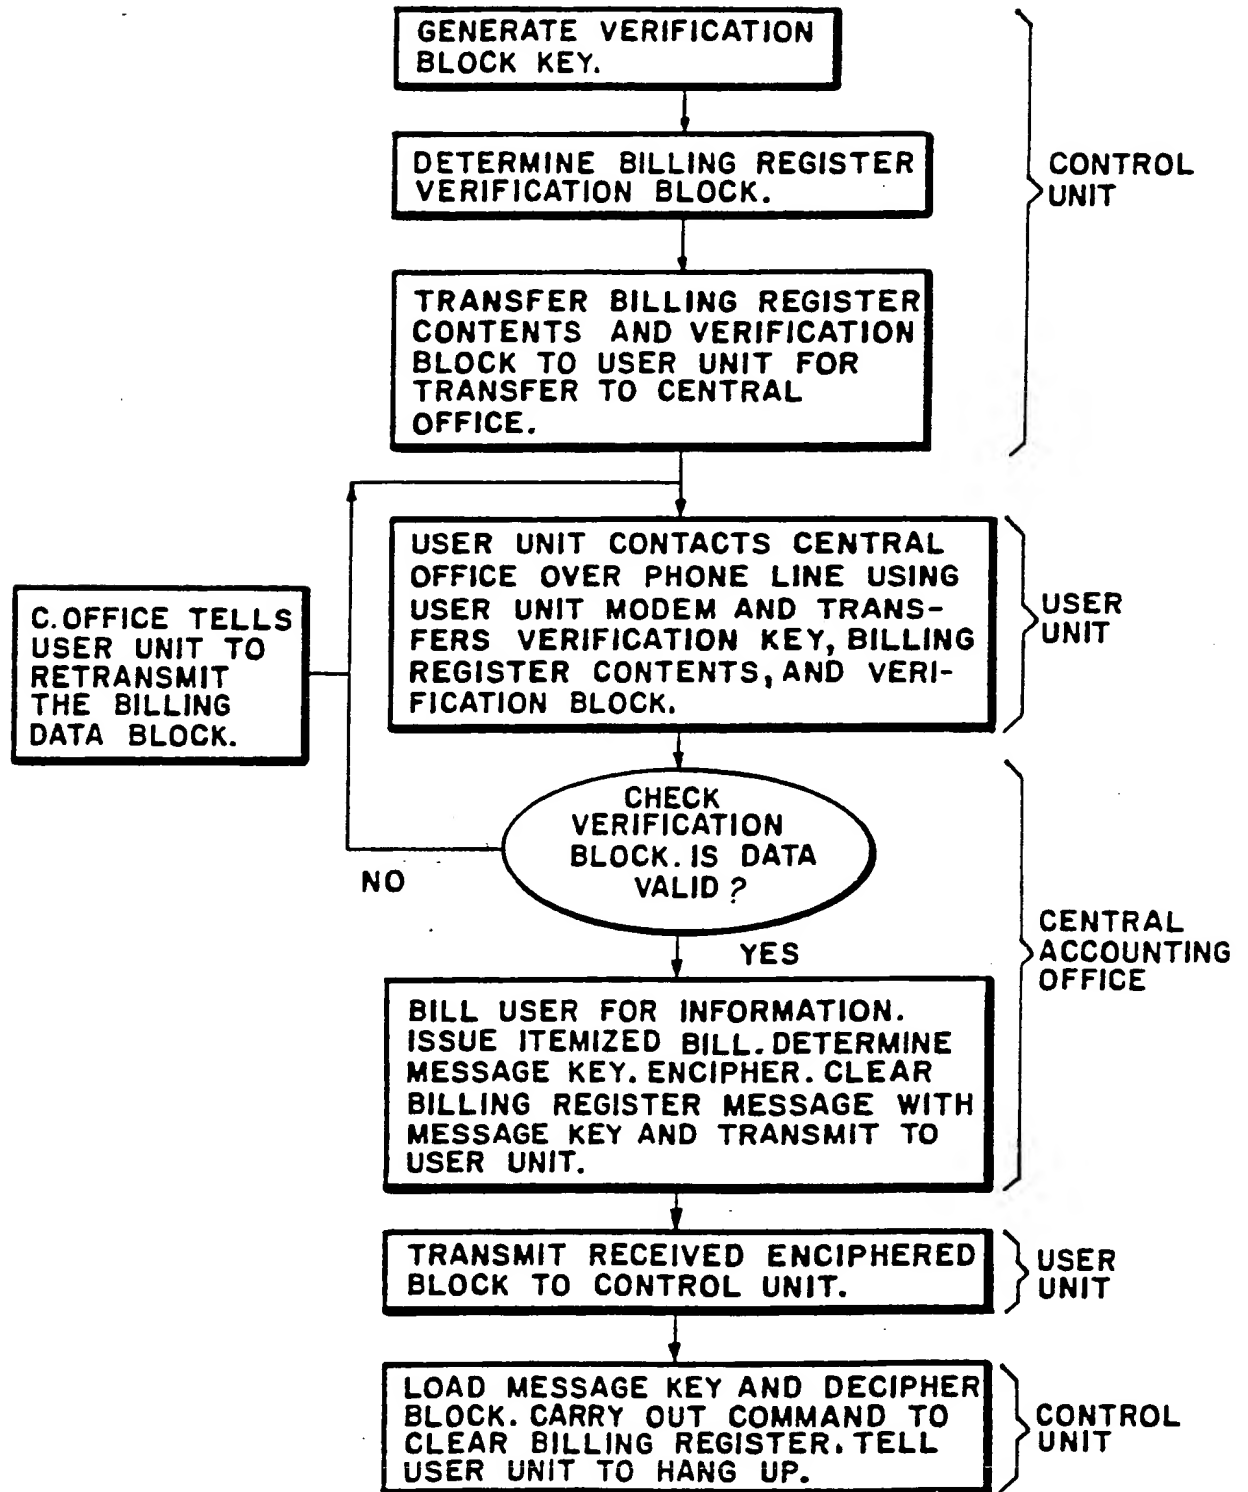 GENERATE VERIFICATION
BLOCK KEY.
DETERMINE BILLING REGISTER
VERIFICATION BLOCK.
TRANSFER BILLING REGISTER
CONTENTS AND VERIFICATION
BLOCK TO USER UNIT FOR
TRANSFER TO CENTRAL
OFFICE.
CONTROL
UNIT
USER UNIT CONTACTS CENTRAL
OFFICE OVER PHONE LINE USING
USER UNIT MODEM AND TRANS-
FERS VERIFICATION KEY, BILLING
REGISTER CONTENTS, AND VERI-
FICATION BLOCK.
USER
UNIT
C. OFFICE TELLS
USER UNIT TO
RETRANSMIT
THE BILLING
DATA BLOCK.
CHECK
VERIFICATION
BLOCK. IS DATA
VALID?
NO
YES
BILL USER FOR INFORMATION.
ISSUE ITEMIZED BILL. DETERMINE
MESSAGE KEY. ENCIPHER. CLEAR
BILLING REGISTER MESSAGE WITH
MESSAGE KEY AND TRANSMIT TO
USER UNIT.
CENTRAL
ACCOUNTING
OFFICE
TRANSMIT RECEIVED ENCIPHERED
BLOCK TO CONTROL UNIT.
USER
UNIT
LOAD MESSAGE KEY AND DECIPHER
BLOCK. CARRY OUT COMMAND TO
CLEAR BILLING REGISTER. TELL
USER UNIT TO HANG UP.
CONTROL
UNIT